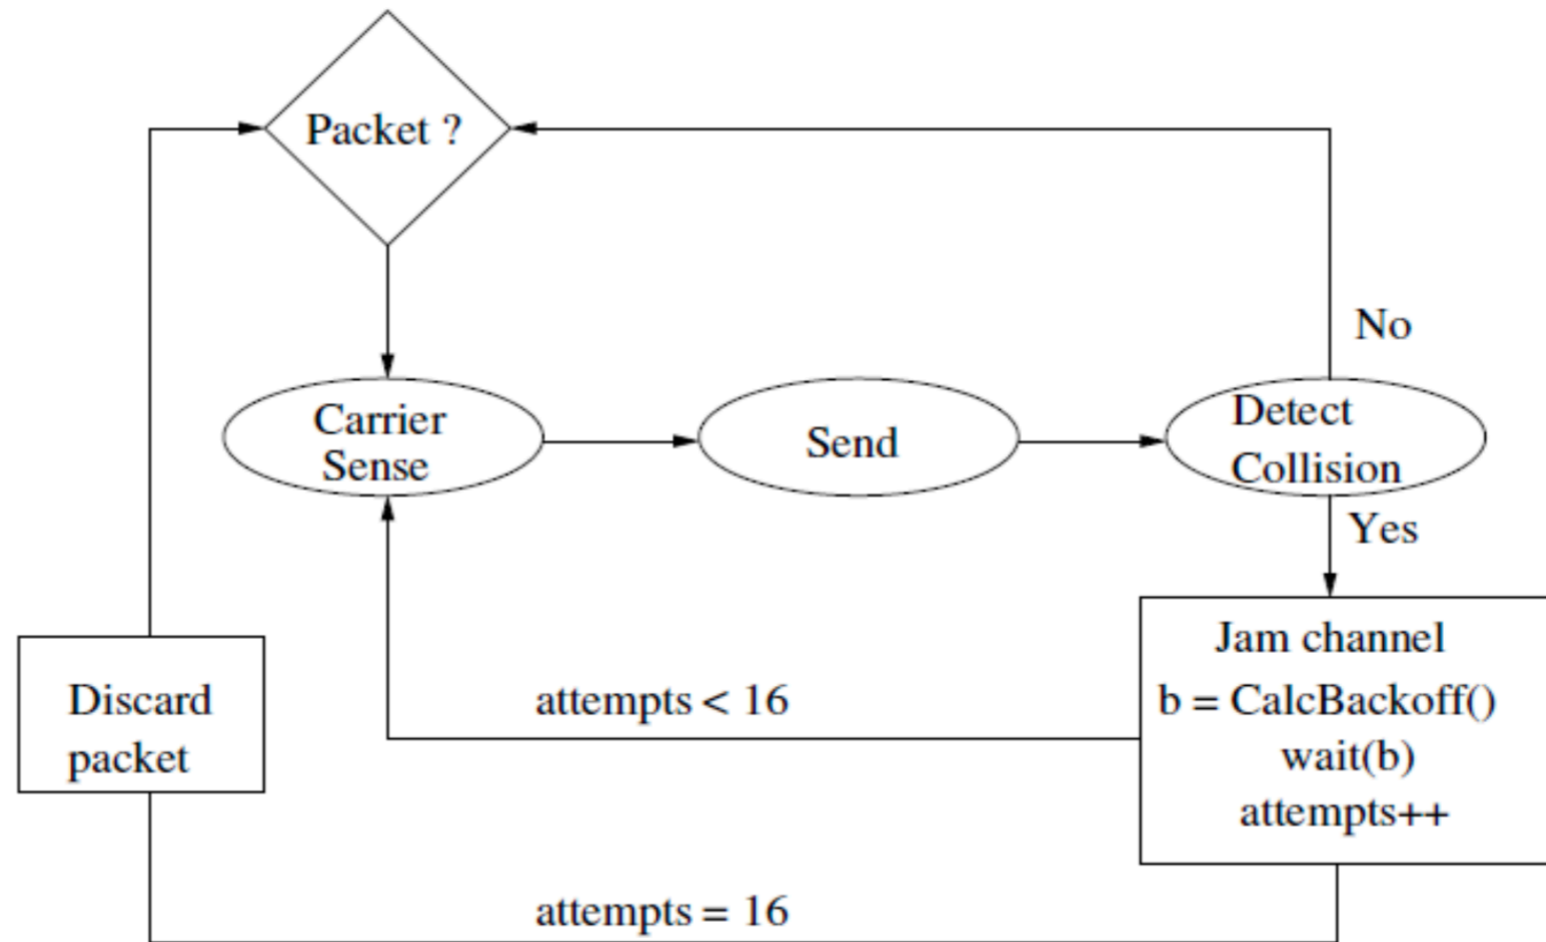 Packet ?
No
Carrier
Sense
Send
Detect
Collision
Yes
Jam channel
b = CalcBackoff()
wait(b)
attempts++
attempts < 16
Discard
packet
attempts = 16